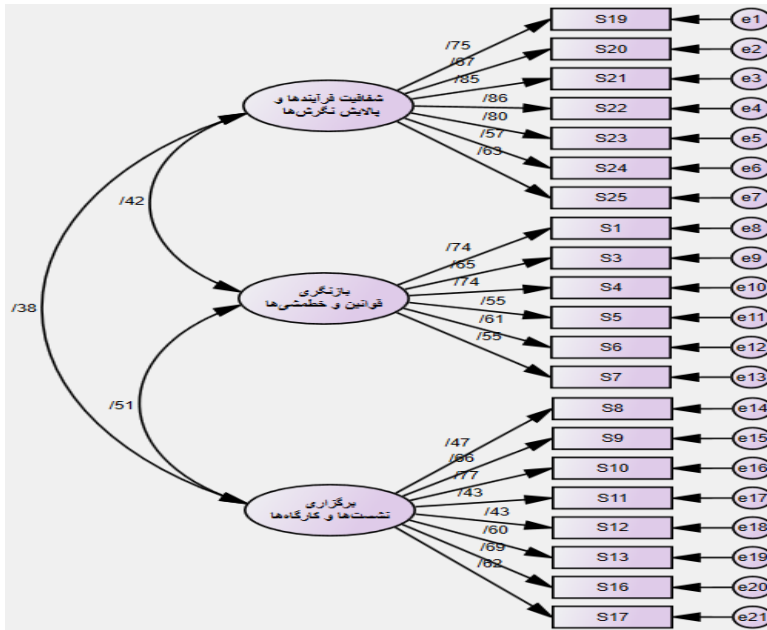 S19
e1
/75
S20
e2
/67
S21
e3
/85
شفافیت فرآیندها و
پالایش نگرش‌ها
S22
e4
/86
S23
e5
/80
S24
e6
/57
S25
e7
/63
/42
S1
e8
/74
S3
e9
/65
S4
e10
/74
بازنگری
قوانین و خطمشی‌ها
S5
e11
/55
S6
e12
/61
S7
e13
/55
/38
/51
S8
e14
/47
S9
e15
/66
S10
e16
/77
S11
e17
/43
برگزاری
نشست‌ها و کارگاه‌ها
S12
e18
/43
S13
e19
/60
S16
e20
/69
S17
e21
/62